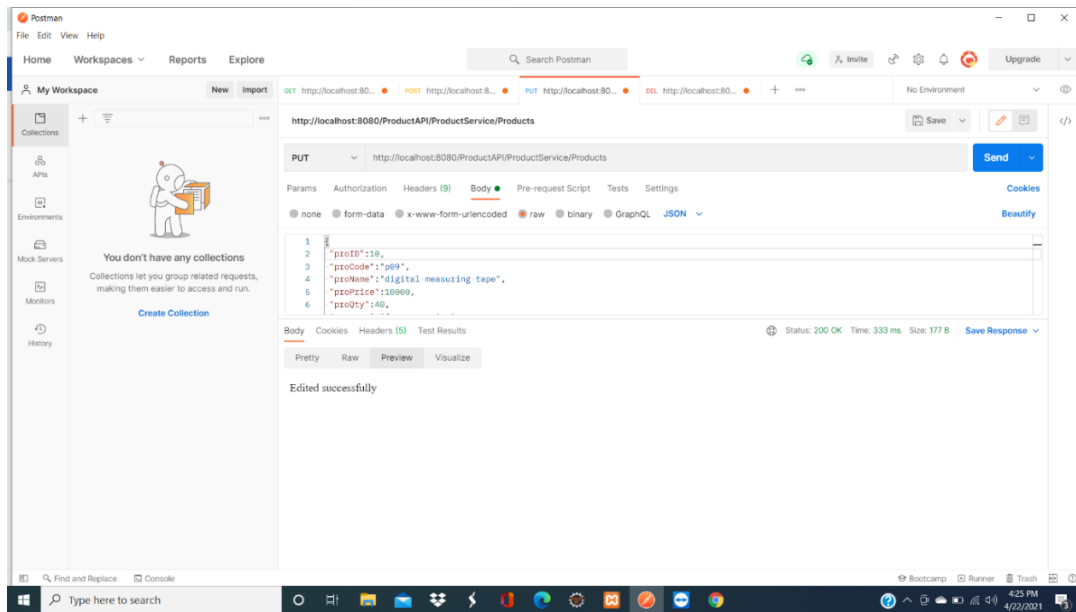 Postman
File Edit View Help
Home Workspaces Reports Explore
Search Postman
Invite
Upgrade
My Workspace
New Import
GET http://localhost:80...
POST http://localhost:8...
PUT http://localhost:80...
DEL http://localhost:80...
No Environment
Collections
APIs
Environments
Mock Servers
Monitors
History
You don't have any collections
Collections let you group related requests,
making them easier to access and run.
Create Collection
http://localhost:8080/ProductAPI/ProductService/Products
Save
PUT http://localhost:8080/ProductAPI/ProductService/Products
Send
Params Authorization Headers (9) Body Pre-request Script Tests Settings
Cookies
none form-data x-www-form-urlencoded raw binary GraphQL JSON
Beautify
1 {
2 "proID":10,
3 "proCode":"p09",
4 "proName":"digital measuring tape",
5 "proPrice":10000,
6 "proQty":40,
Body Cookies Headers (5) Test Results
Status: 200 OK Time: 333 ms Size: 177 B Save Response
Pretty Raw Preview Visualize
Edited successfully
Find and Replace Console
Bootcamp Runner Trash
Type here to search
4:25 PM
4/22/2021